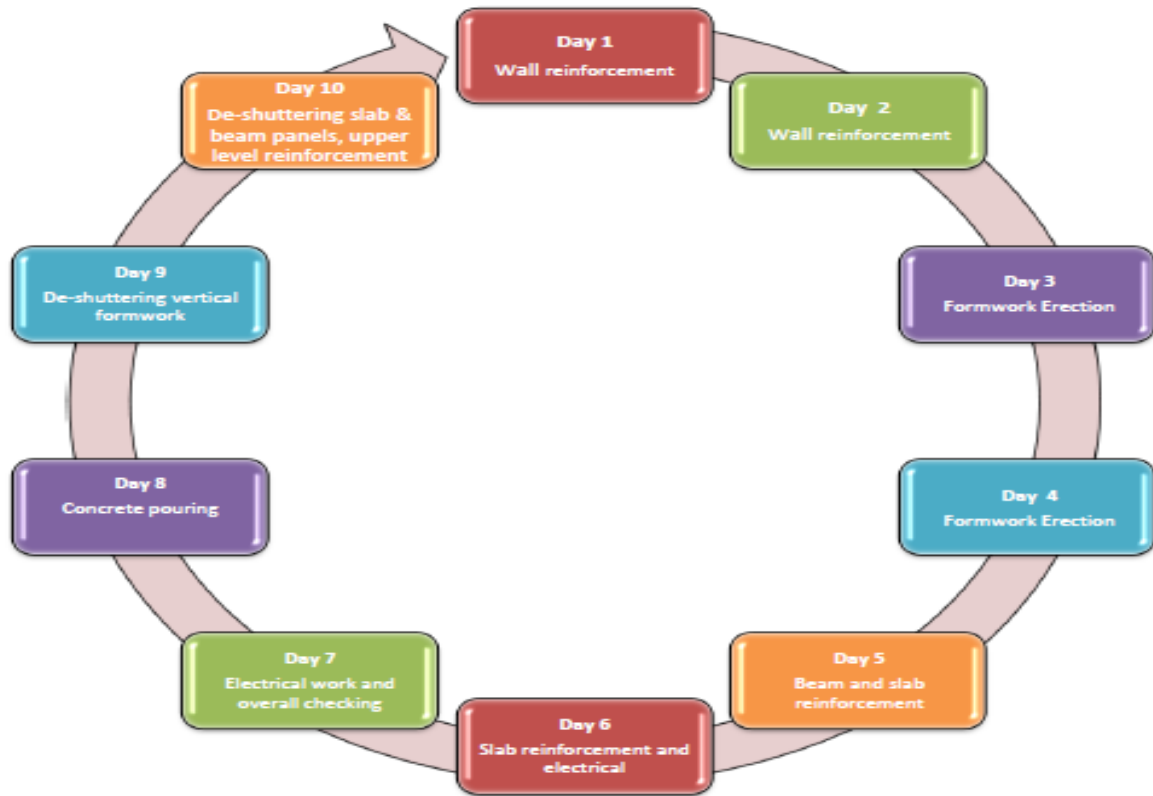 Day 1
Wall reinforcement
Day 2
Wall reinforcement
Day 3
Formwork Erection
Day 4
Formwork Erection
Day 5
Beam and slab
reinforcement
Day 6
Slab reinforcement and
electrical
Day 7
Electrical work and
overall checking
Day 8
Concrete pouring
Day 9
De-shuttering vertical
formwork
Day 10
De-shuttering slab &
beam panels, upper
level reinforcement